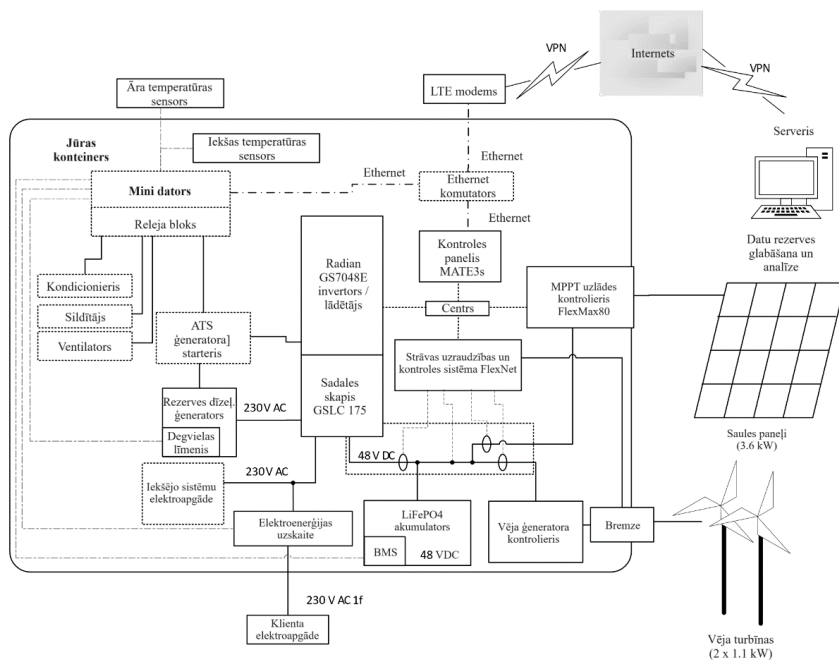 VPN
Internets
VPN
Āra temperatūras
sensors
LTE modems
Serveris
Jūras
konteiners
Iekšas temperatūras
sensors
Ethernet
Ethernet
Mini dators
Ethernet
komutators
Releja bloks
Ethernet
Datu rezerves
glabāšana un
analīze
Radian
GS7048E
invertors /
lādētājs
Kontroles
panelis
MATE3s
MPPT uzlādes
kontrolieris
FlexMax80
Kondicionieris
Sildītājs
Ventilators
Centrs
ATS
ģeneratoraļ
starteris
Strāvas uzraudzības un
kontroles sistēma FlexNet
Sadales
skapis
GSLC 175
Rezerves dīzeļ.
ģenerators
230V AC
Degvielas
līmenis
Saules paneļi
(3.6 kW)
48 V DC
230V AC
Iekšējo sistēmu
elektroapgāde
Elektroenerģijas
uzskaite
LiFePO4
akumulators
BMS
48 VDC
Vēja ģeneratora
kontrolieris
Bremze
230 V AC 1f
Klienta
elektroapgāde
Vēja turbīnas
(2 x 1.1 kW)